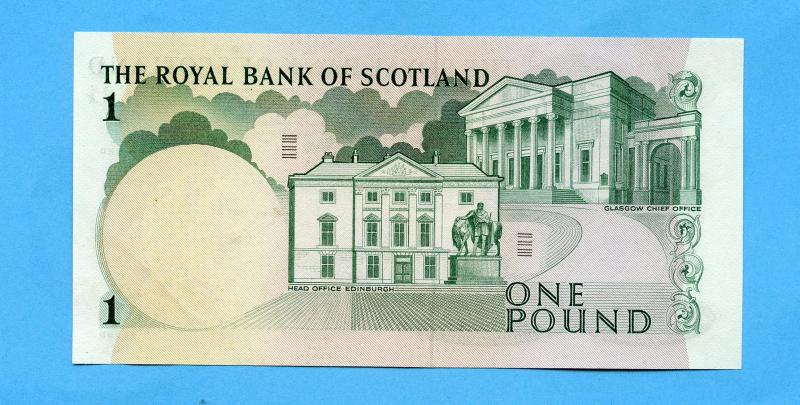 THE ROYAL BANK OF SCOTLAND
1
GLASGOW CHIEF OFFICE
HEAD OFFICE EDINBURGH
1
ONE
POUND